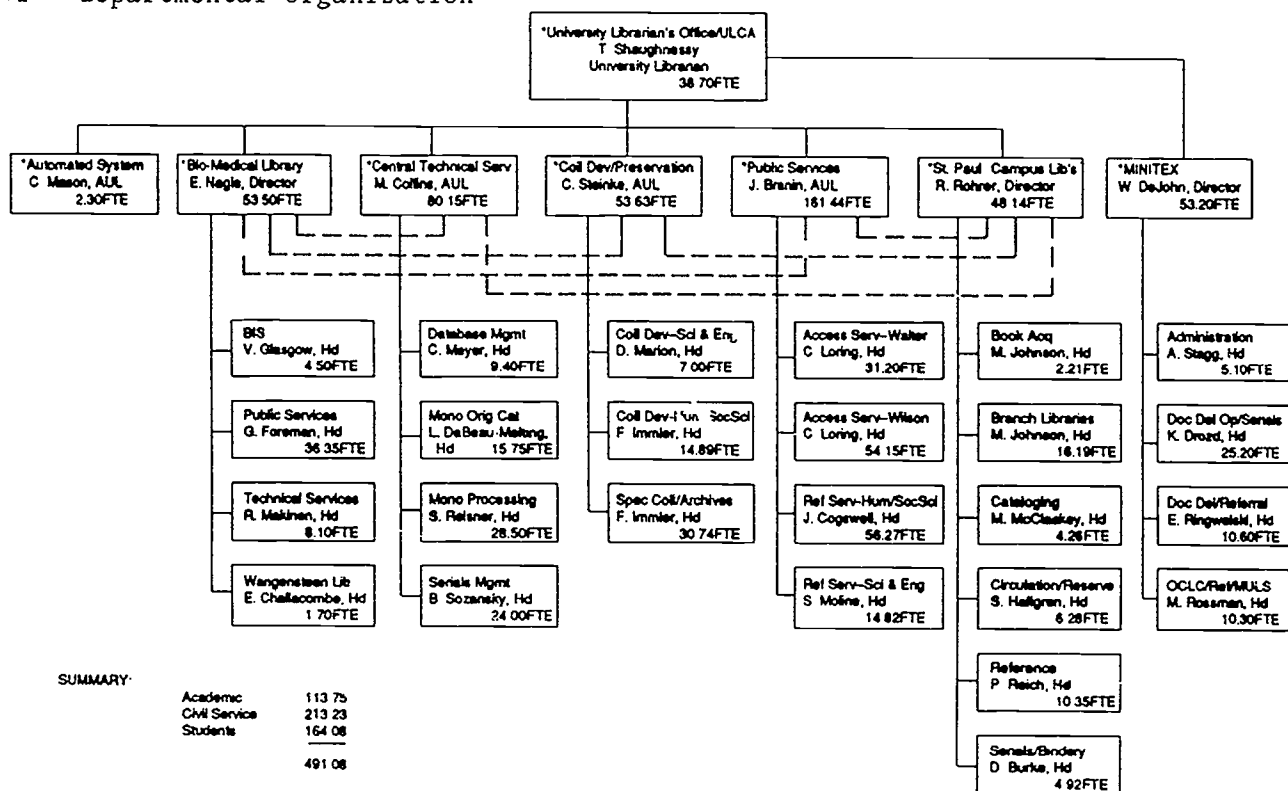 Departmental Organization
*University Librarian's Office/ULCA
T Shaughnessy
University Librarian
38 70FTE
*Automated System
C Mason, AUL
2.30FTE
*Bio-Medical Library
E. Nagle, Director
53 50FTE
*Central Technical Serv
M. Collins, AUL
80 15FTE
*Coll Dev/Preservation
C. Steinke, AUL
53 63FTE
*Public Services
J. Branin, AUL
161 44FTE
*St. Paul Campus Lib's
R. Rohrer, Director
48 14FTE
*MINITEX
W. DeJohn, Director
53.20FTE
BIS
V. Glasgow, Hd
4 50FTE
Public Services
G. Foreman, Hd
36 35FTE
Technical Services
R. Makinen, Hd
8.10FTE
Wangensteen Lib
E. Challacombe, Hd
1 70FTE
Database Mgmt
C. Meyer, Hd
9.40FTE
Mono Orig Cat
L. DeBeau-Melting,
Hd 15 75FTE
Mono Processing
S. Reisner, Hd
28.50FTE
Serials Mgmt
B Sozansky, Hd
24 00FTE
Coll Dev–Sci & Eng
D. Marion, Hd
7 00FTE
Coll Dev- SocSci
F Immler, Hd
14.89FTE
Spec Coll/Archives
F. Immler, Hd
30 74FTE
Access Serv–Walter
C Loring, Hd
31.20FTE
Access Serv–Wilson
C Loring, Hd
54 15FTE
Ref Serv-Hum/SocSci
J. Cogswell, Hd
56.27FTE
Ref Serv–Sci & Eng
S Moline, Hd
14 82FTE
Book Acq
M. Johnson, Hd
2.21FTE
Branch Libraries
M. Johnson, Hd
16.19FTE
Cataloging
M. McClaskey, Hd
4.26FTE
Circulation/Reserve
S. Hallgren, Hd
6 28FTE
Reference
P Reich, Hd
10 35FTE
Serials/Bindery
D Burke, Hd
4 92FTE
Administration
A. Stagg, Hd
5.10FTE
Doc Del Op/Serials
K. Drozd, Hd
25.20FTE
Doc Del/Referral
E. Ringwelski, Hd
10.60FTE
OCLC/Ref/MULS
M. Rossman, Hd
10.30FTE
SUMMARY:
Academic 113 75
Civil Service 213 23
Students 164 08
491 08